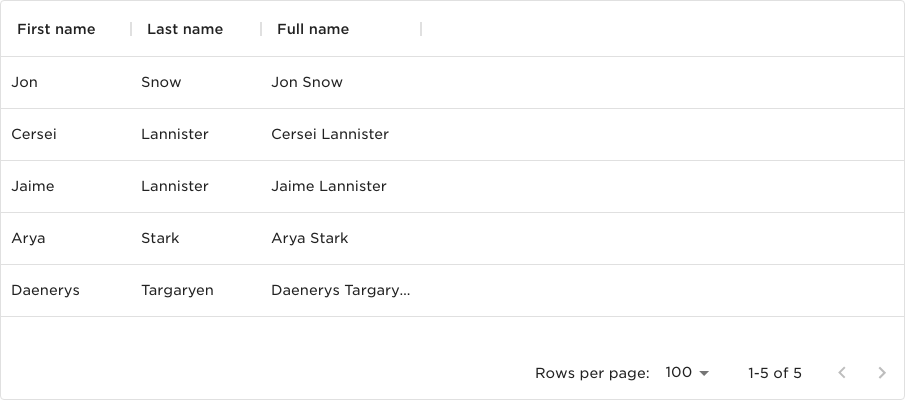 First name Last name Full name
Jon Snow Jon Snow
Cersei Lannister Cersei Lannister
Jaime Lannister Jaime Lannister
Arya Stark Arya Stark
Daenerys Targaryen Daenerys Targary...
Rows per page: 100 1-5 of 5